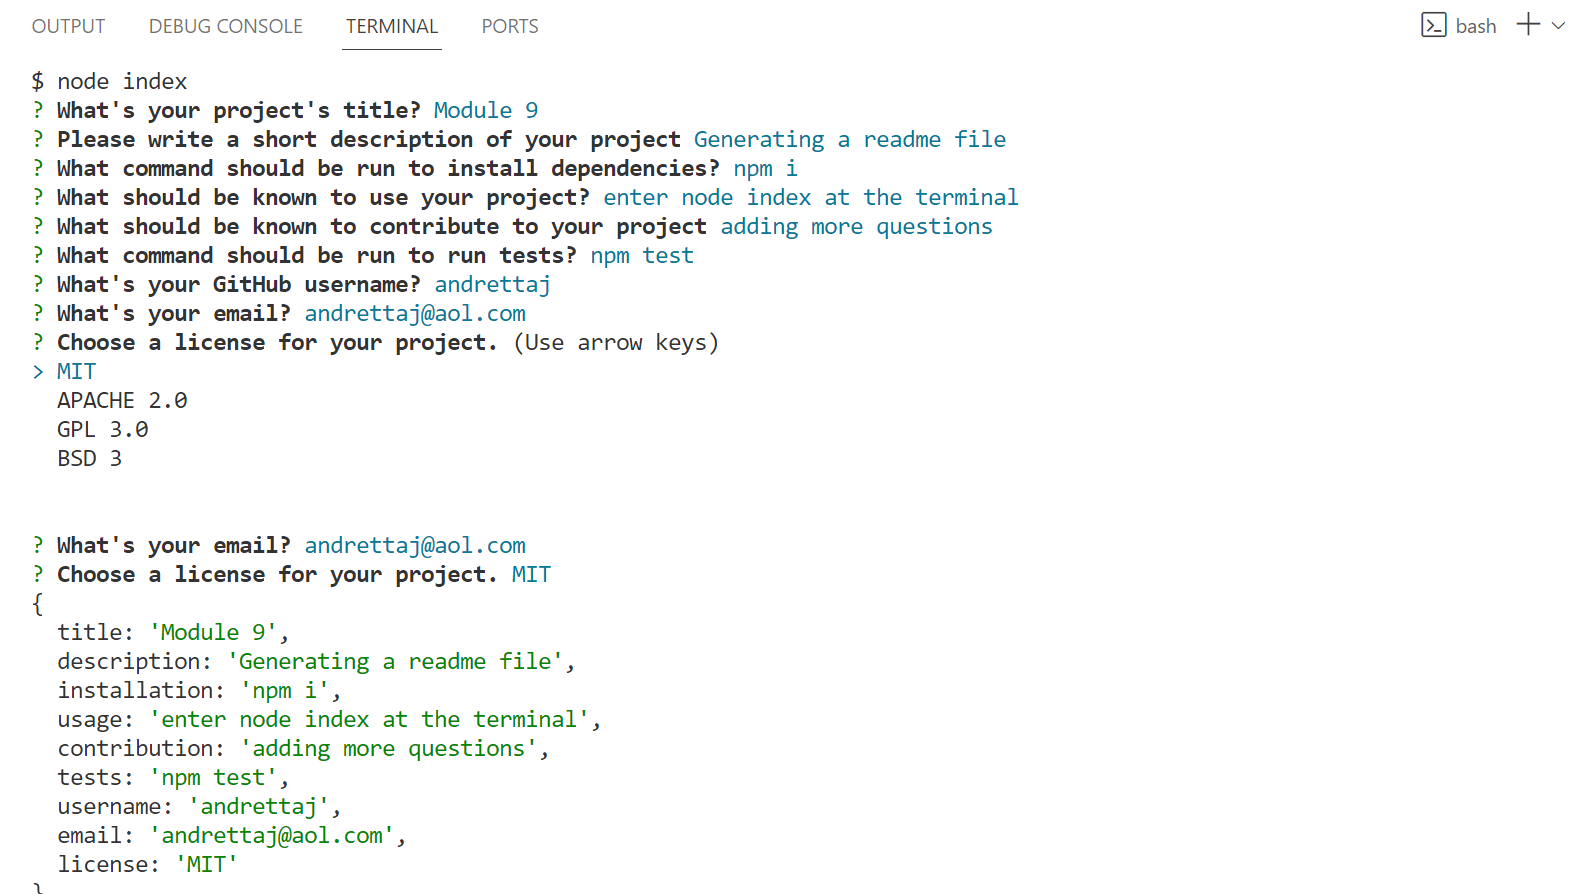 OUTPUT DEBUG CONSOLE TERMINAL PORTS bash
$ node index
? What's your project's title? Module 9
? Please write a short description of your project Generating a readme file
? What command should be run to install dependencies? npm i
? What should be known to use your project? enter node index at the terminal
? What should be known to contribute to your project adding more questions
? What command should be run to run tests? npm test
? What's your GitHub username? andrettaj
? What's your email? andrettaj@aol.com
? Choose a license for your project. (Use arrow keys)
> MIT
APACHE 2.0
GPL 3.0
BSD 3
? What's your email? andrettaj@aol.com
? Choose a license for your project. MIT
{
title: 'Module 9',
description: 'Generating a readme file',
installation: 'npm i',
usage: 'enter node index at the terminal',
contribution: 'adding more questions',
tests: 'npm test',
username: 'andrettaj',
email: 'andrettaj@aol.com',
license: 'MIT'
}